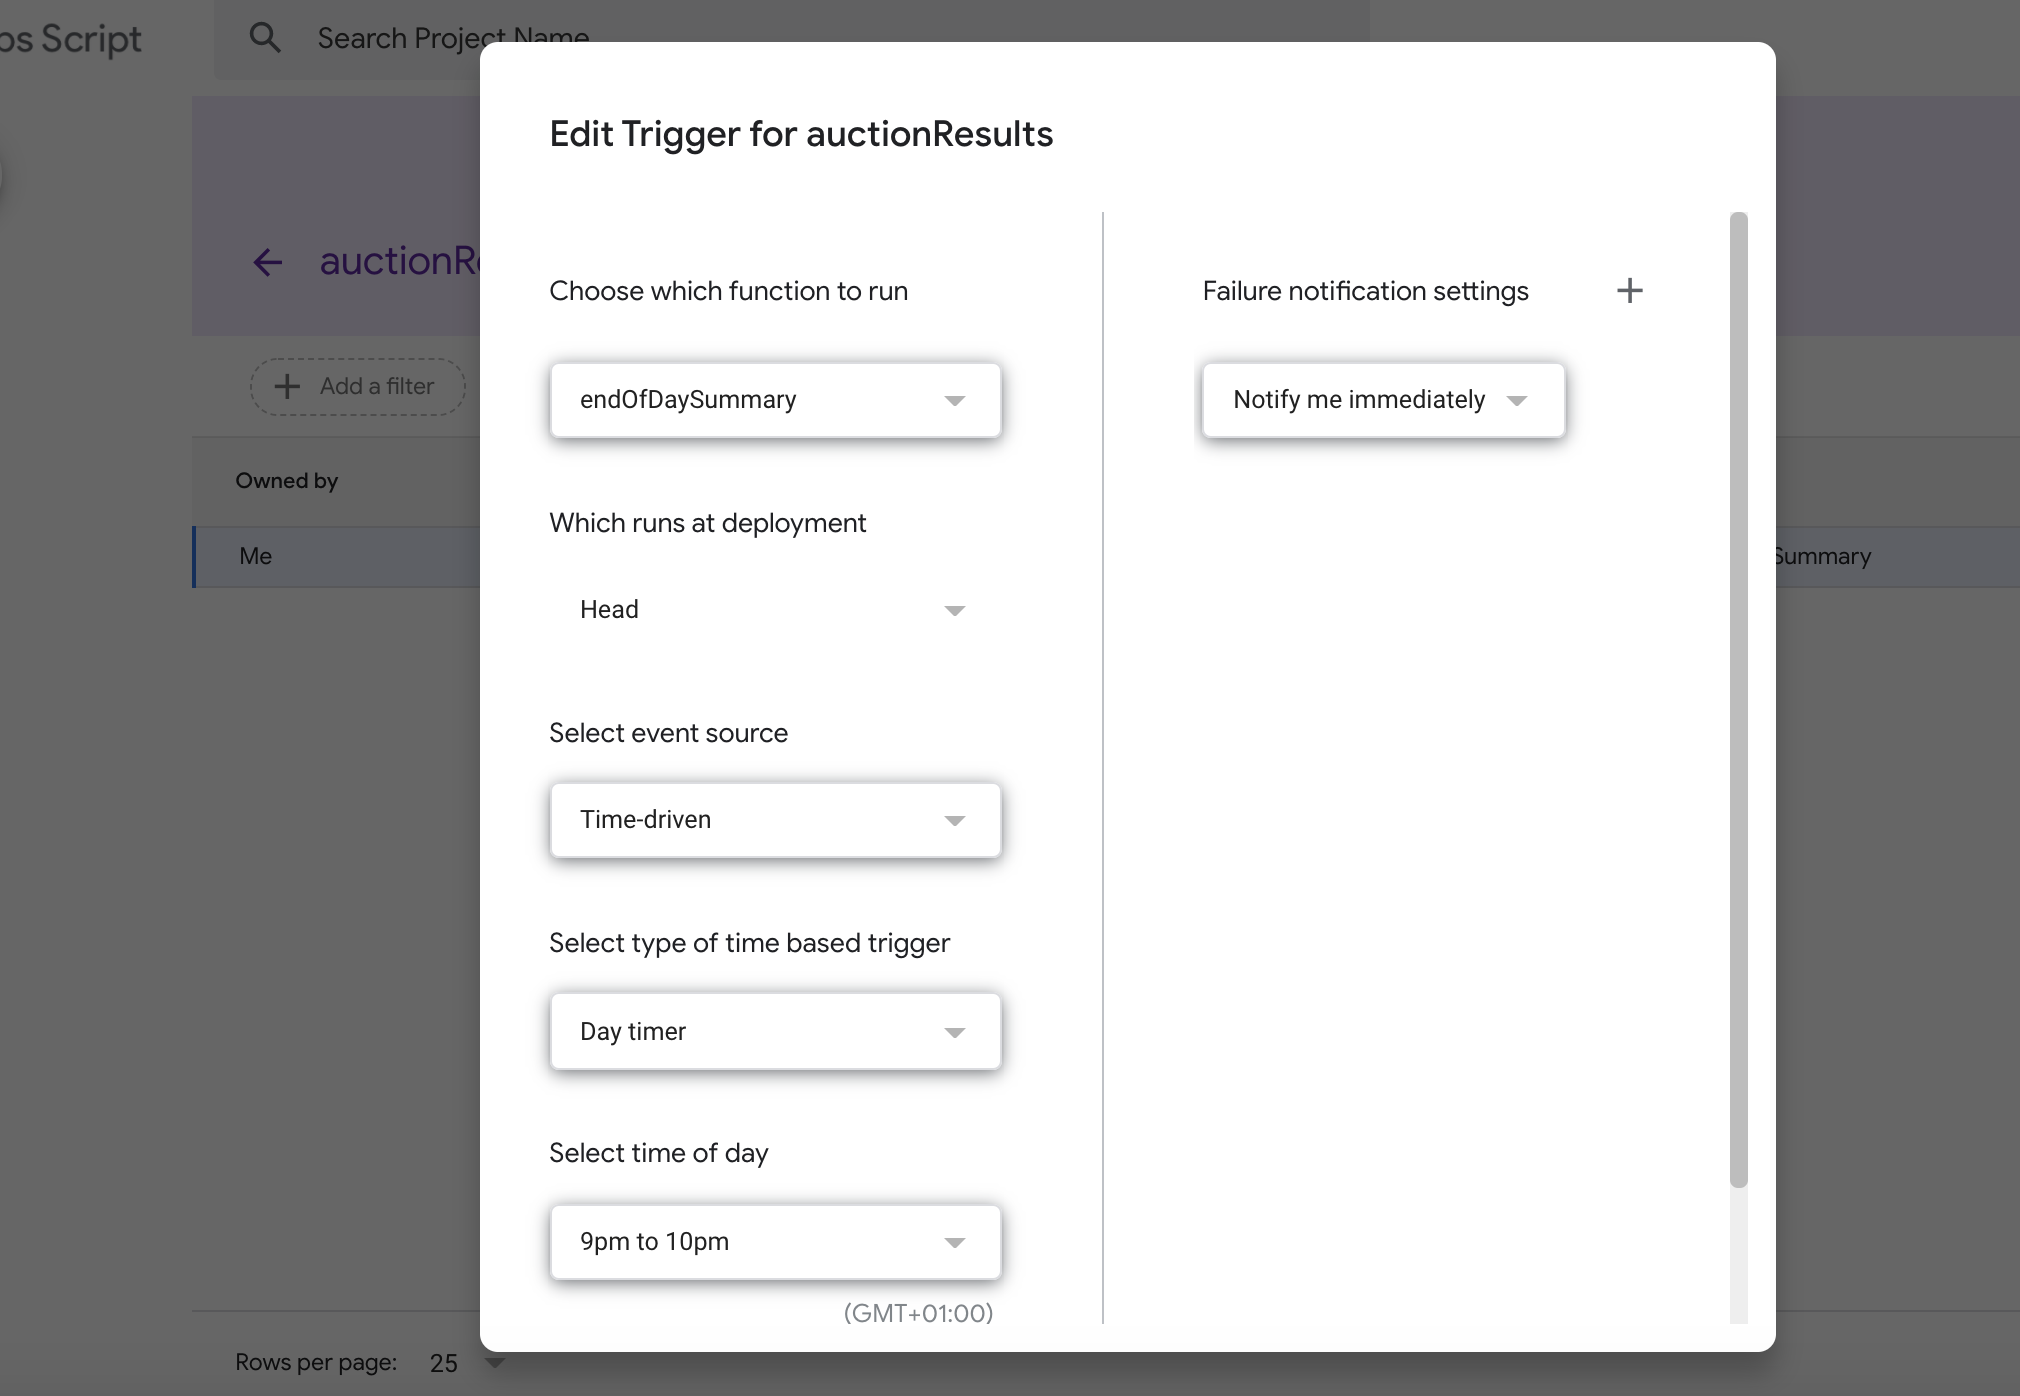 ps Script
Search Project Name
Edit Trigger for auctionResults
auctionRe
Choose which function to run
Failure notification settings
Add a filter
endOfDaySummary
Notify me immediately
Owned by
Which runs at deployment
Me
Summary
Head
Select event source
Time-driven
Select type of time based trigger
Day timer
Select time of day
9pm to 10pm
(GMT+01:00)
Rows per page: 25